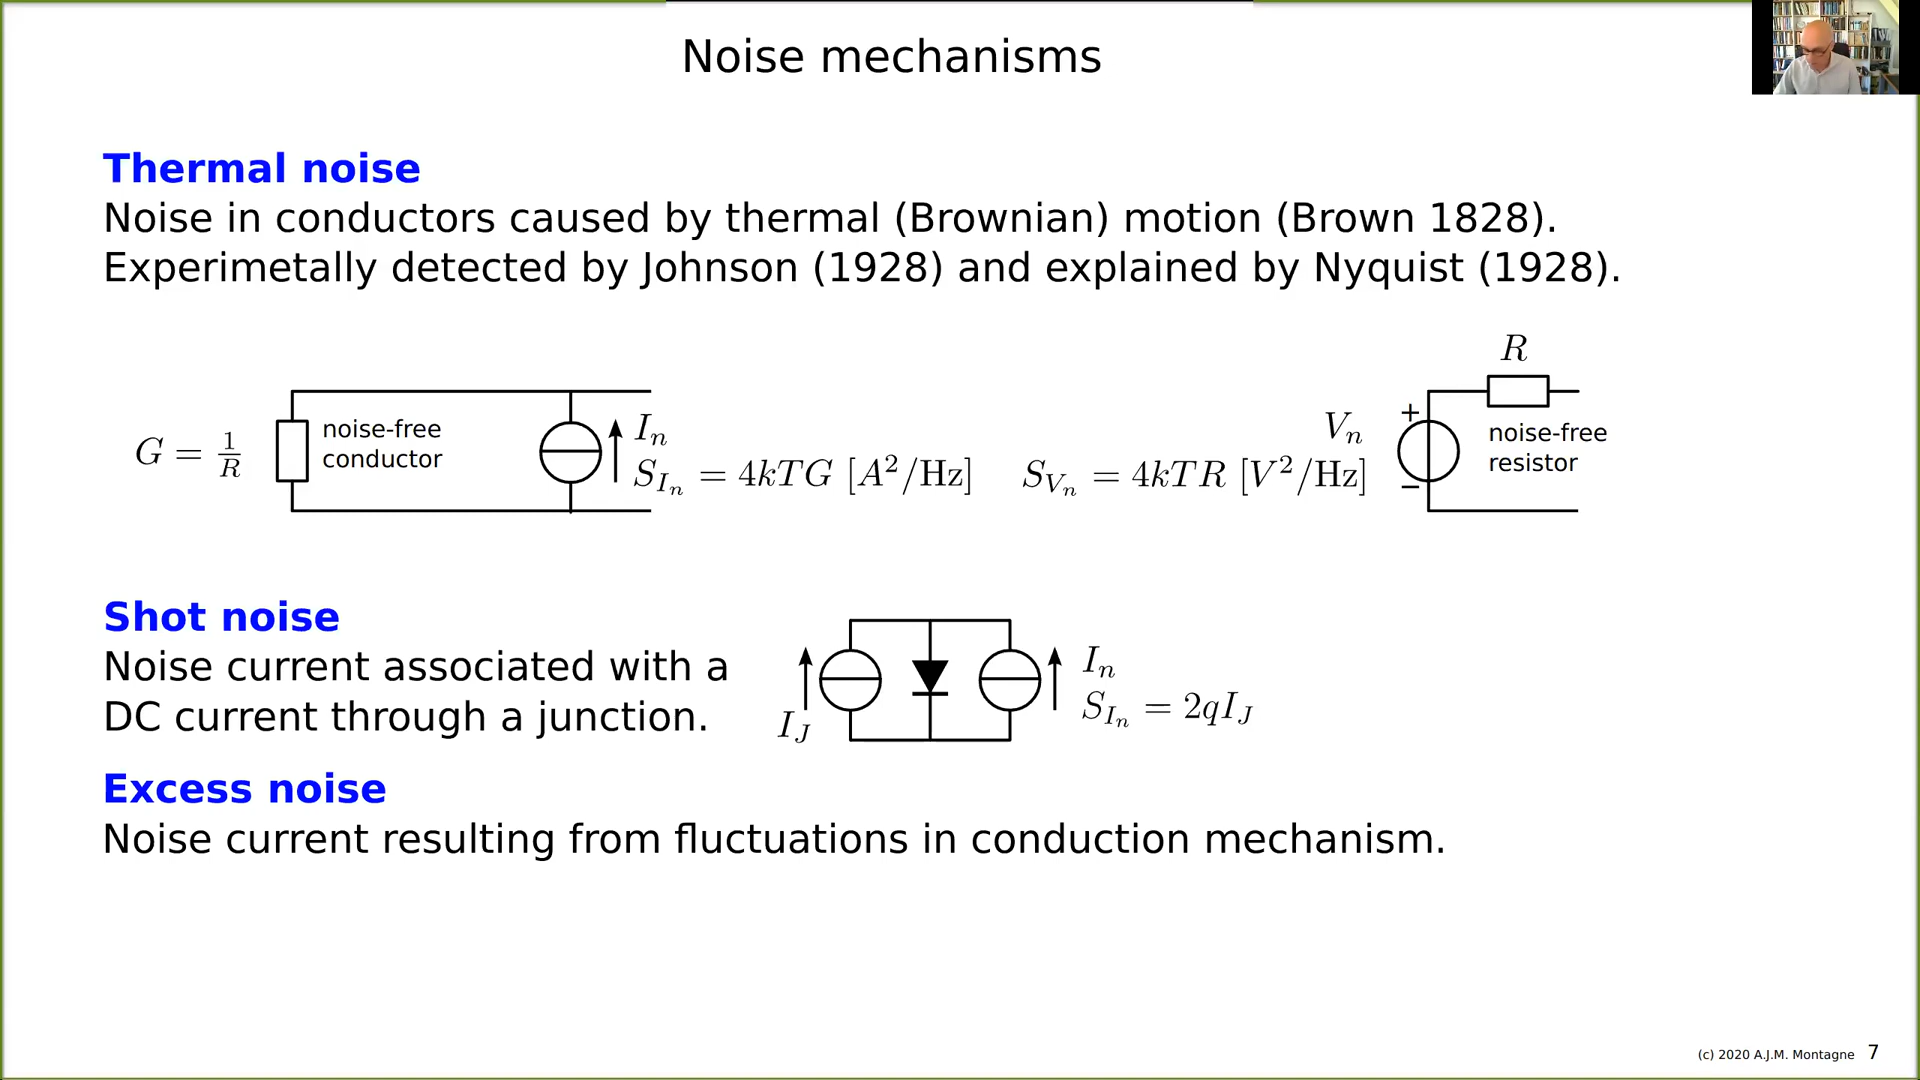 Noise mechanisms
Thermal noise
Noise in conductors caused by thermal (Brownian) motion (Brown 1828).
Experimetally detected by Johnson (1928) and explained by Nyquist (1928).
G = 1/R
noise-free
conductor
I_n
S_{I_n} = 4kTG [A²/Hz]
S_{V_n} = 4kTR [V²/Hz]
V_n
+
−
R
noise-free
resistor
Shot noise
Noise current associated with a
DC current through a junction.
I_J
I_n
S_{I_n} = 2qI_J
Excess noise
Noise current resulting from fluctuations in conduction mechanism.
(c) 2020 A.J.M. Montagne 7